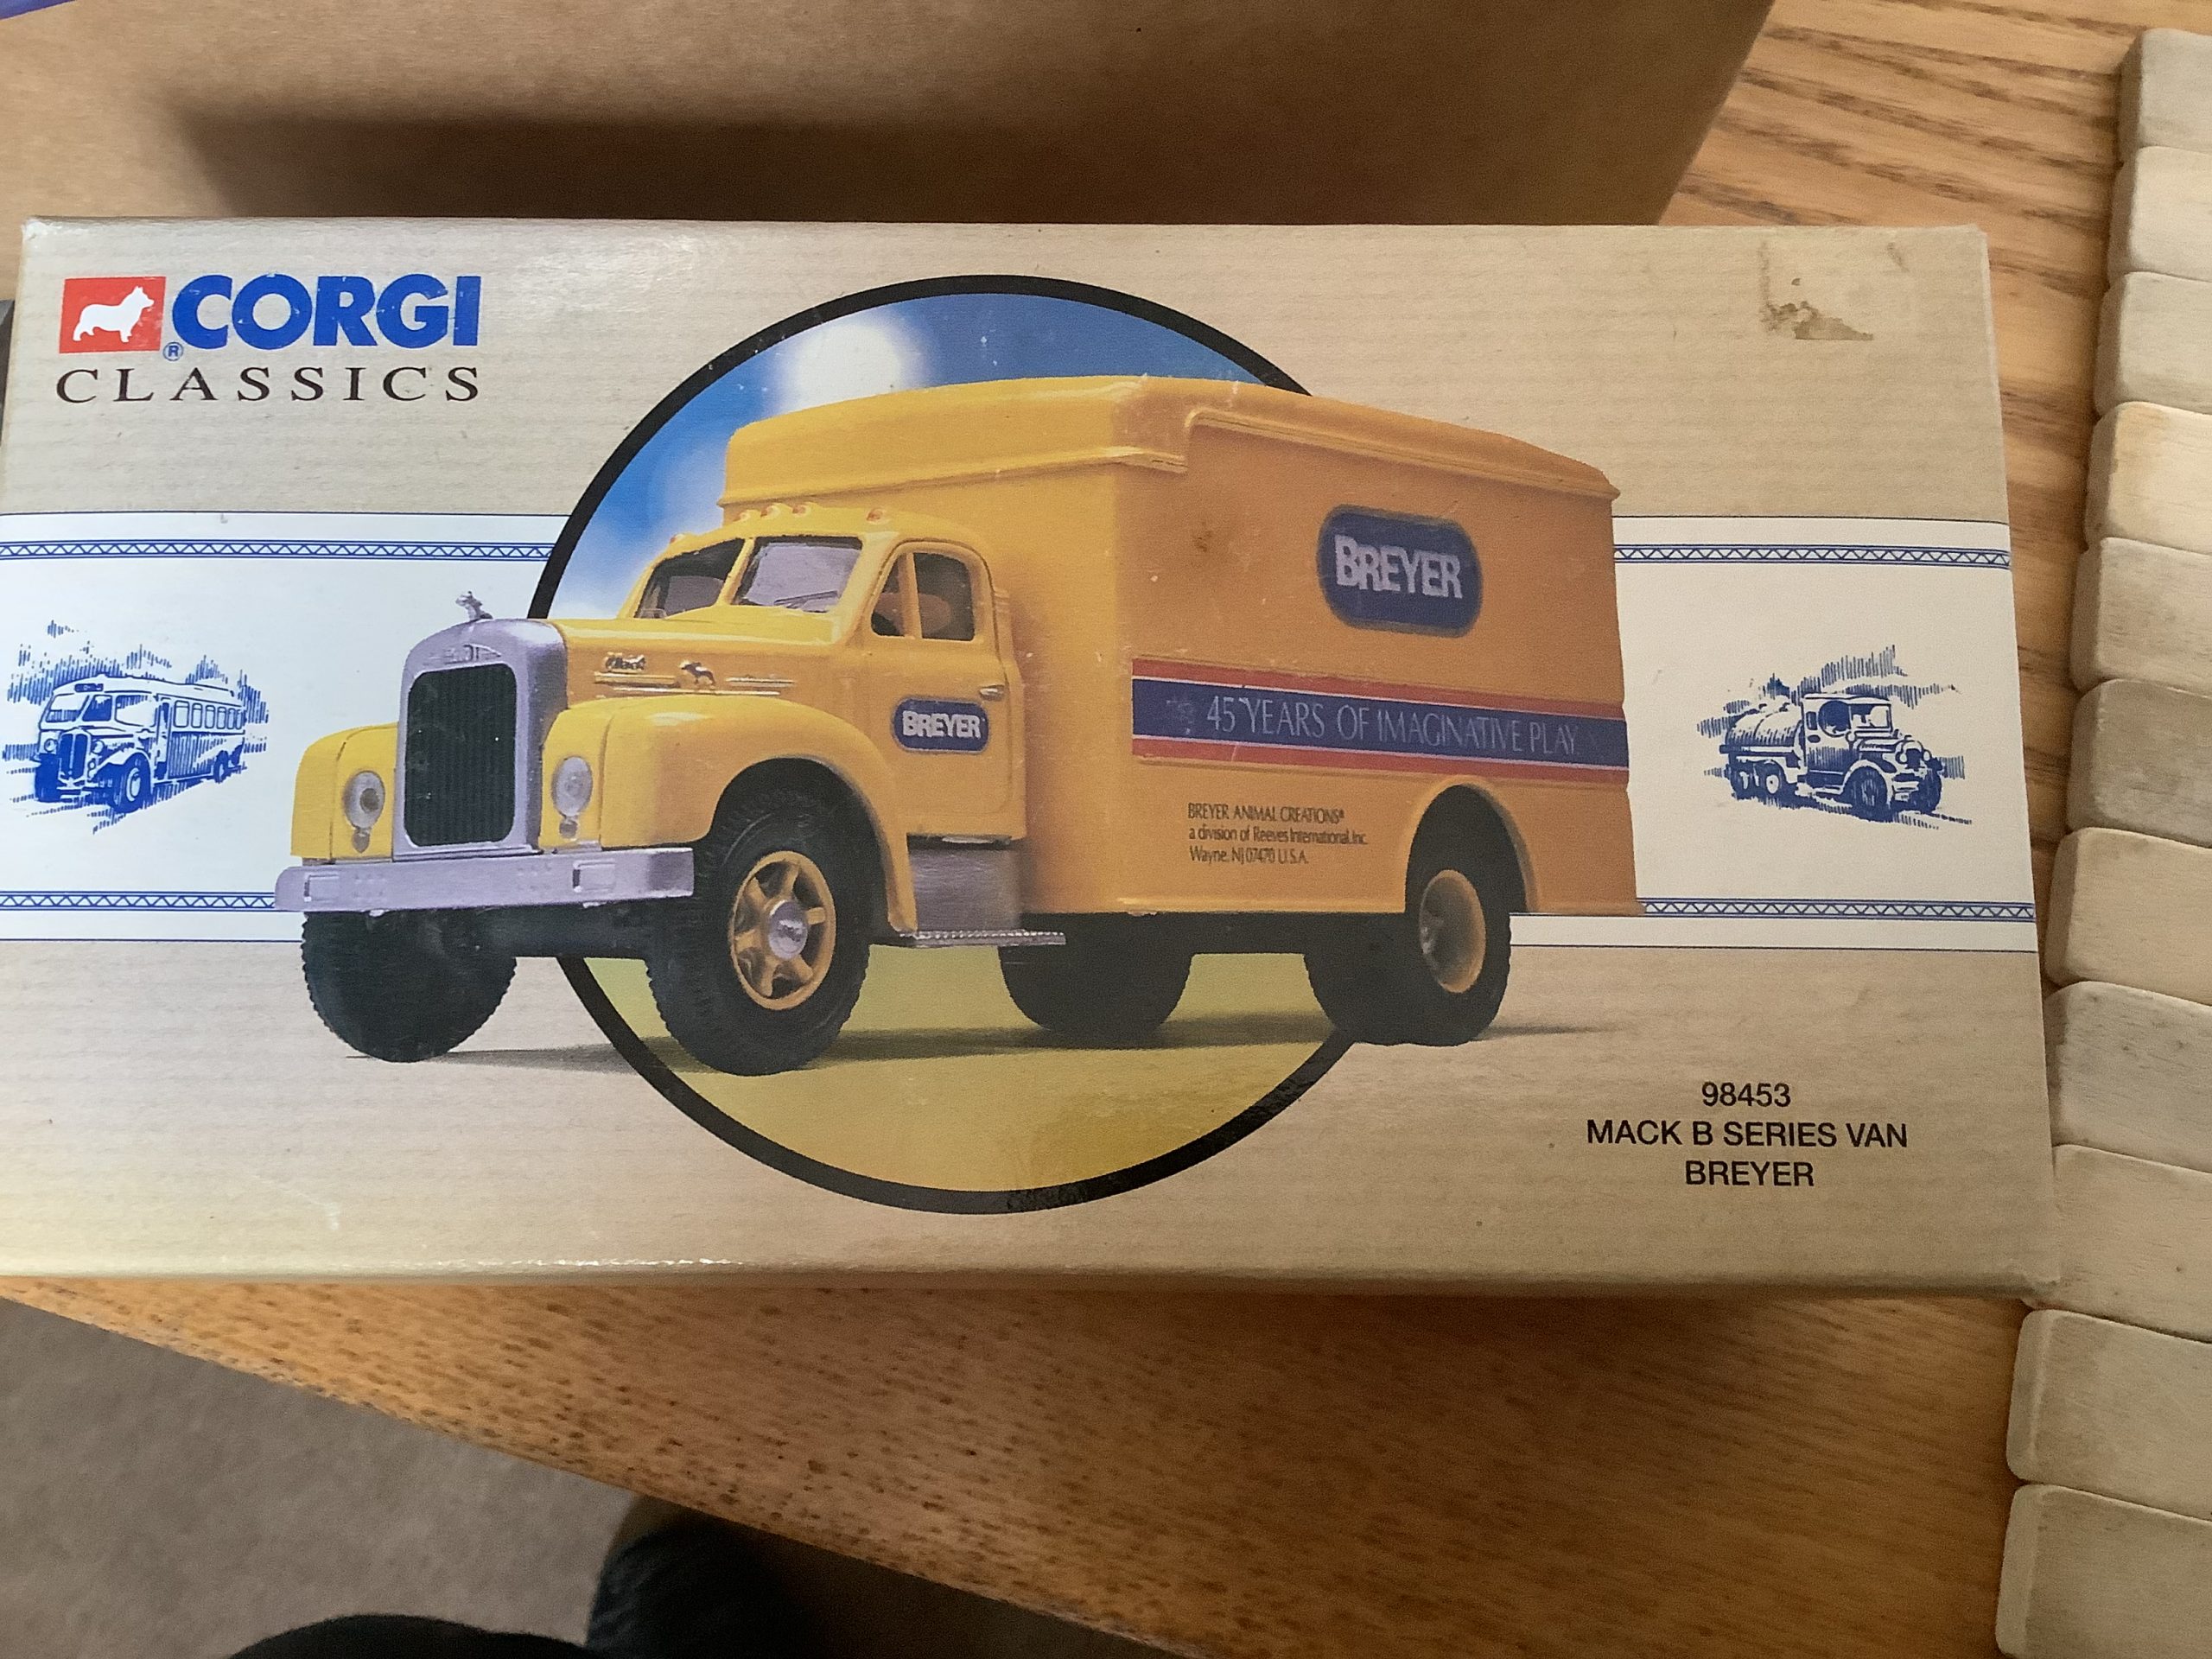 CORGI
®
CLASSICS
BREYER
Mack
BREYER
45 YEARS OF IMAGINATIVE PLAY
BREYER ANIMAL CREATIONS®
a division of Reeves International, Inc.
Wayne, NJ 07470 U.S.A.
98453
MACK B SERIES VAN
BREYER